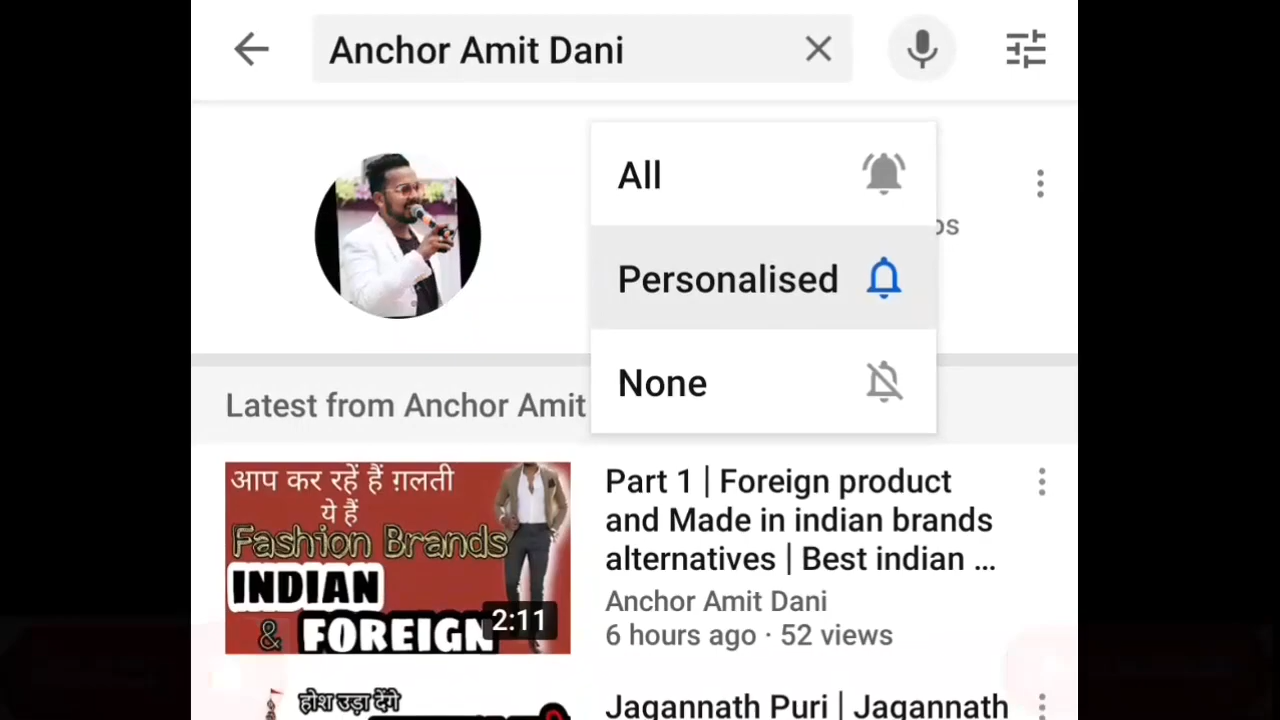 Anchor Amit Dani
All
Personalised
None
Latest from Anchor Amit
आप कर रहें हैं ग़लती
ये हैं
Fashion Brands
INDIAN
& FOREIGN
2:11
Part 1 | Foreign product
and Made in indian brands
alternatives | Best indian ...
Anchor Amit Dani
6 hours ago · 52 views
होश उड़ा देंगे
Jagannath Puri | Jagannath